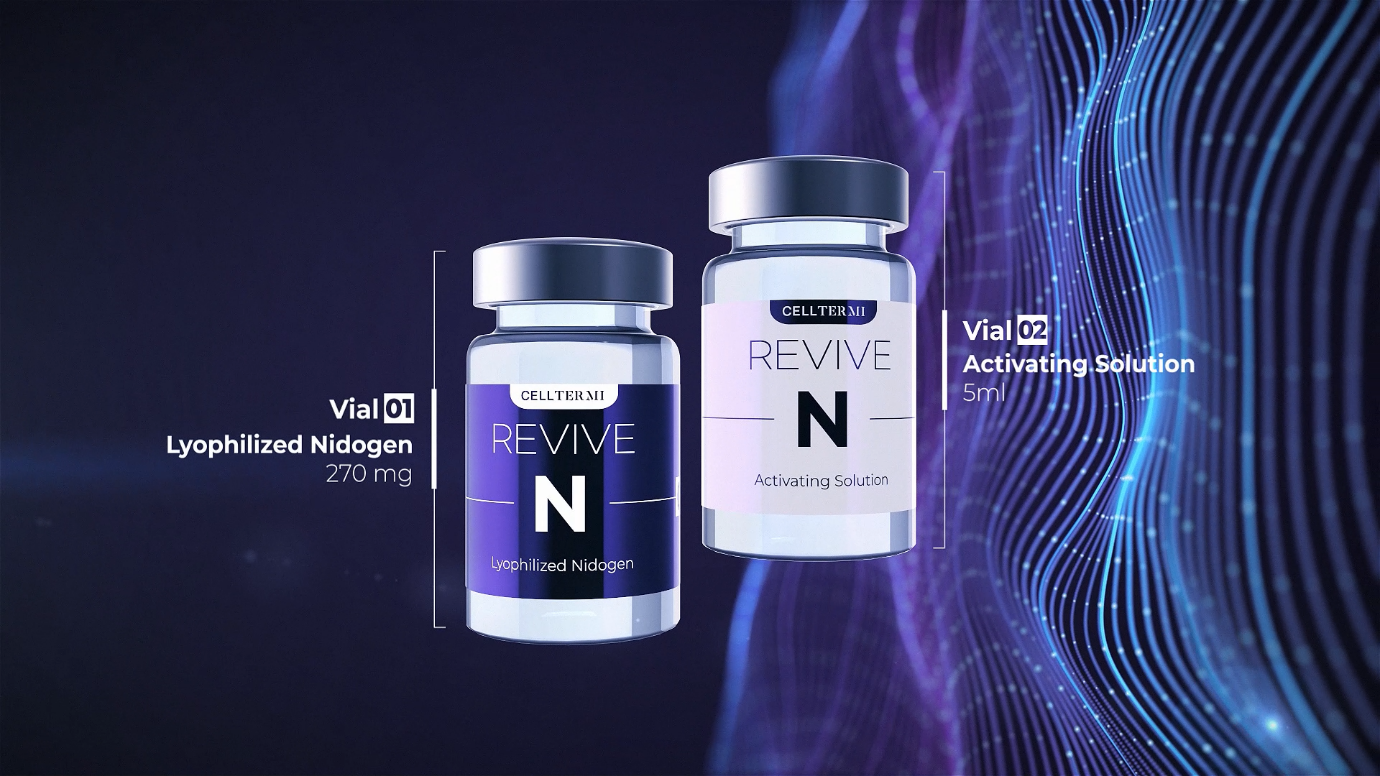 Vial 01
Lyophilized Nidogen
270 mg
CELLTERMI
REVIVE
N
Lyophilized Nidogen
CELLTERMI
REVIVE
N
Activating Solution
Vial 02
Activating Solution
5ml